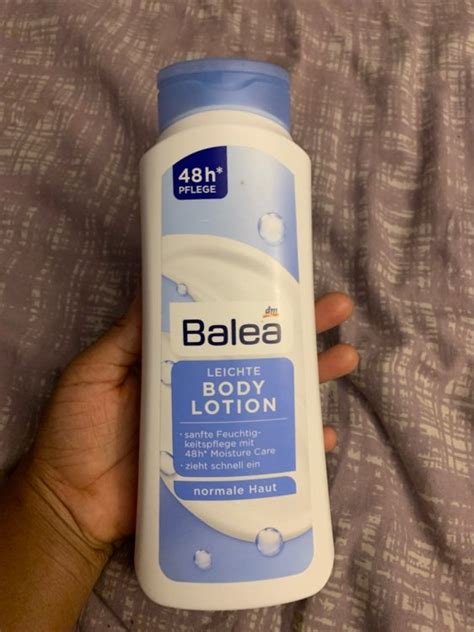 48h*
PFLEGE
dm
Balea
LEICHTE
BODY
LOTION
· sanfte Feuchtig-
keitspflege mit
48h* Moisture Care
· zieht schnell ein
normale Haut